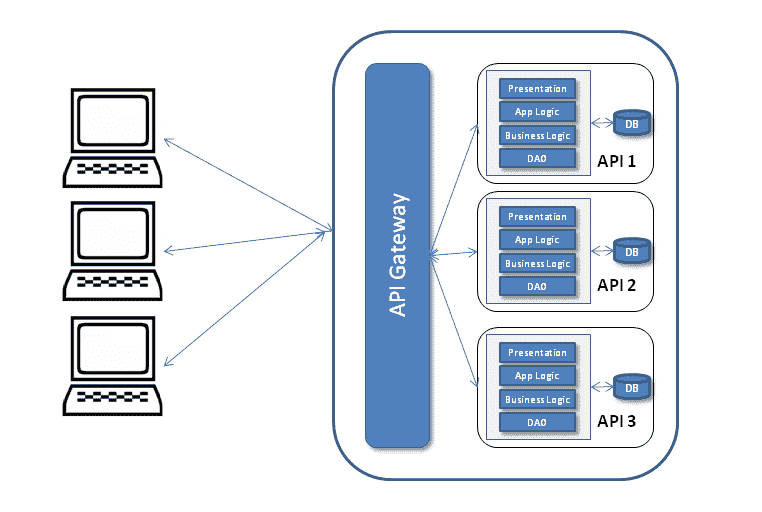 API Gateway
Presentation
App Logic
Business Logic
DAO
DB
API 1
Presentation
App Logic
Business Logic
DAO
DB
API 2
Presentation
App Logic
Business Logic
DAO
DB
API 3